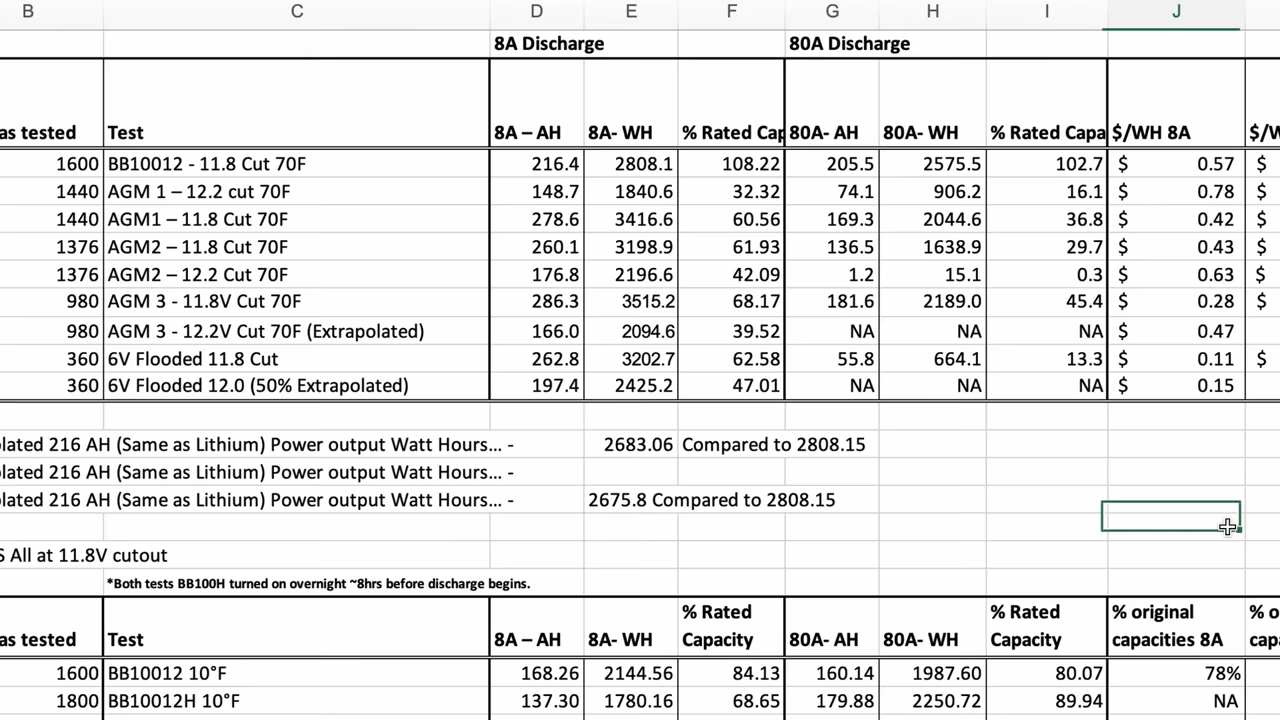 B C D E F G H I J
8A Discharge 80A Discharge
as tested Test 8A – AH 8A- WH % Rated Cap 80A- AH 80A- WH % Rated Capa $/WH 8A $/W
1600 BB10012 - 11.8 Cut 70F 216.4 2808.1 108.22 205.5 2575.5 102.7 $ 0.57 $
1440 AGM 1 – 12.2 cut 70F 148.7 1840.6 32.32 74.1 906.2 16.1 $ 0.78 $
1440 AGM1 – 11.8 Cut 70F 278.6 3416.6 60.56 169.3 2044.6 36.8 $ 0.42 $
1376 AGM2 – 11.8 Cut 70F 260.1 3198.9 61.93 136.5 1638.9 29.7 $ 0.43 $
1376 AGM2 – 12.2 Cut 70F 176.8 2196.6 42.09 1.2 15.1 0.3 $ 0.63 $
980 AGM 3 - 11.8V Cut 70F 286.3 3515.2 68.17 181.6 2189.0 45.4 $ 0.28 $
980 AGM 3 - 12.2V Cut 70F (Extrapolated) 166.0 2094.6 39.52 NA NA NA $ 0.47
360 6V Flooded 11.8 Cut 262.8 3202.7 62.58 55.8 664.1 13.3 $ 0.11 $
360 6V Flooded 12.0 (50% Extrapolated) 197.4 2425.2 47.01 NA NA NA $ 0.15
olated 216 AH (Same as Lithium) Power output Watt Hours... - 2683.06 Compared to 2808.15
olated 216 AH (Same as Lithium) Power output Watt Hours... -
olated 216 AH (Same as Lithium) Power output Watt Hours... - 2675.8 Compared to 2808.15
S All at 11.8V cutout
*Both tests BB100H turned on overnight ~8hrs before discharge begins.
% Rated % Rated % original % o
as tested Test 8A – AH 8A- WH Capacity 80A- AH 80A- WH Capacity capacities 8A capa
1600 BB10012 10°F 168.26 2144.56 84.13 160.14 1987.60 80.07 78%
1800 BB10012H 10°F 137.30 1780.16 68.65 179.88 2250.72 89.94 NA